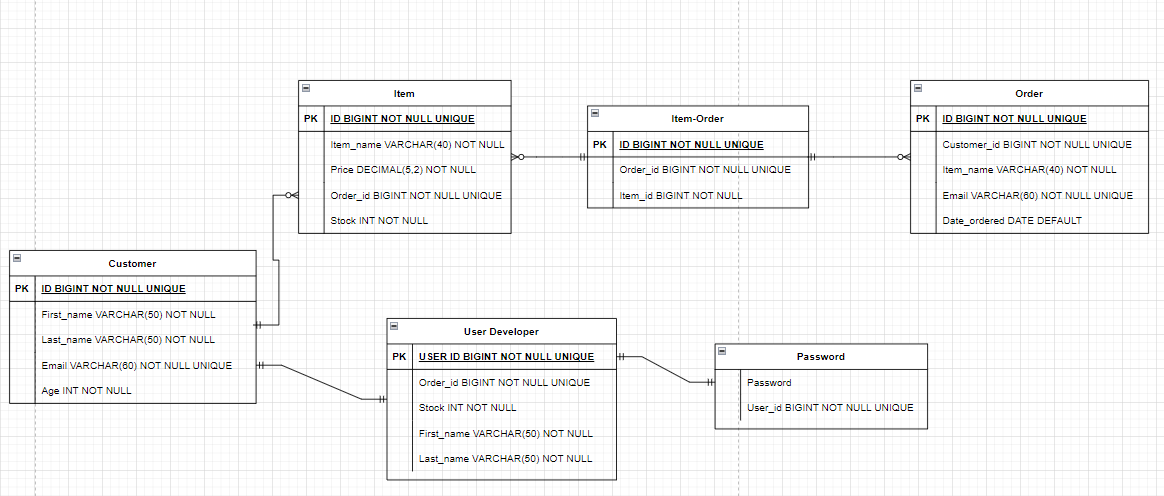 Item
PK ID BIGINT NOT NULL UNIQUE
Item_name VARCHAR(40) NOT NULL
Price DECIMAL(5,2) NOT NULL
Order_id BIGINT NOT NULL UNIQUE
Stock INT NOT NULL
Item-Order
PK ID BIGINT NOT NULL UNIQUE
Order_id BIGINT NOT NULL UNIQUE
Item_id BIGINT NOT NULL
Order
PK ID BIGINT NOT NULL UNIQUE
Customer_id BIGINT NOT NULL UNIQUE
Item_name VARCHAR(40) NOT NULL
Email VARCHAR(60) NOT NULL UNIQUE
Date_ordered DATE DEFAULT
Customer
PK ID BIGINT NOT NULL UNIQUE
First_name VARCHAR(50) NOT NULL
Last_name VARCHAR(50) NOT NULL
Email VARCHAR(60) NOT NULL UNIQUE
Age INT NOT NULL
User Developer
PK USER ID BIGINT NOT NULL UNIQUE
Order_id BIGINT NOT NULL UNIQUE
Stock INT NOT NULL
First_name VARCHAR(50) NOT NULL
Last_name VARCHAR(50) NOT NULL
Password
Password
User_id BIGINT NOT NULL UNIQUE